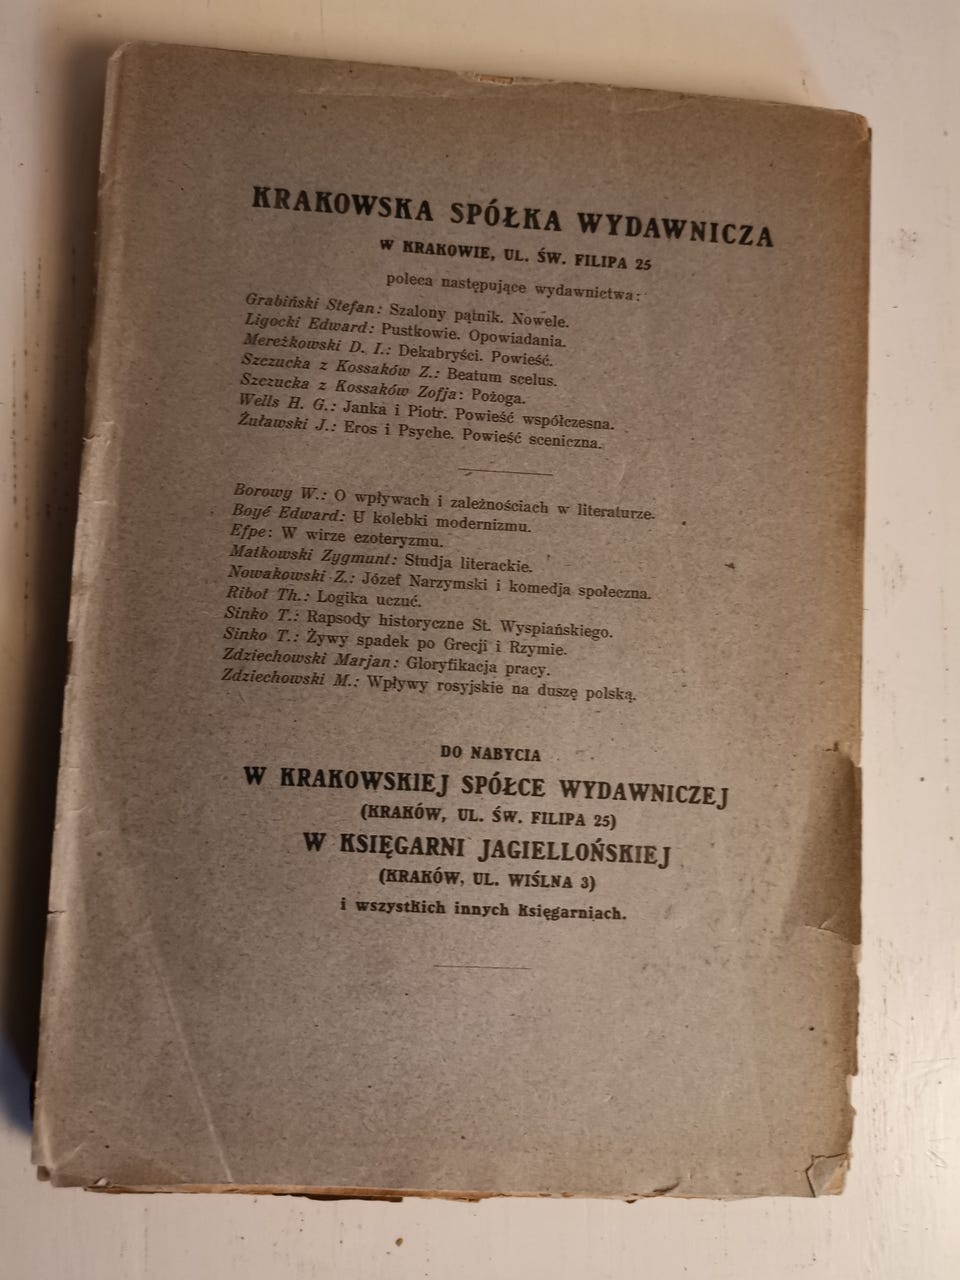 KRAKOWSKA SPÓŁKA WYDAWNICZA
W KRAKOWIE, UL. ŚW. FILIPA 25
poleca następujące wydawnictwa:
Grabiński Stefan: Szalony pątnik. Nowele.
Ligocki Edward: Pustkowie. Opowiadania.
Mereżkowski D. I.: Dekabryści. Powieść.
Szczucka z Kossaków Z.: Beatum scelus.
Szczucka z Kossaków Zofja: Pożoga.
Wells H. G.: Janka i Piotr. Powieść współczesna.
Żuławski J.: Eros i Psyche. Powieść sceniczna.
Borowy W.: O wpływach i zależnościach w literaturze.
Boyé Edward: U kolebki modernizmu.
Efpe: W wirze ezoteryzmu.
Matkowski Zygmunt: Studja literackie.
Nowakowski Z.: Józef Narzymski i komedja społeczna.
Ribot Th.: Logika uczuć.
Sinko T.: Rapsody historyczne St. Wyspiańskiego.
Sinko T.: Żywy spadek po Grecji i Rzymie.
Zdziechowski Marjan: Gloryfikacja pracy.
Zdziechowski M.: Wpływy rosyjskie na duszę polską.
DO NABYCIA
W KRAKOWSKIEJ SPÓŁCE WYDAWNICZEJ
(KRAKÓW, UL. ŚW. FILIPA 25)
W KSIĘGARNI JAGIELLOŃSKIEJ
(KRAKÓW, UL. WIŚLNA 3)
i wszystkich innych Księgarniach.